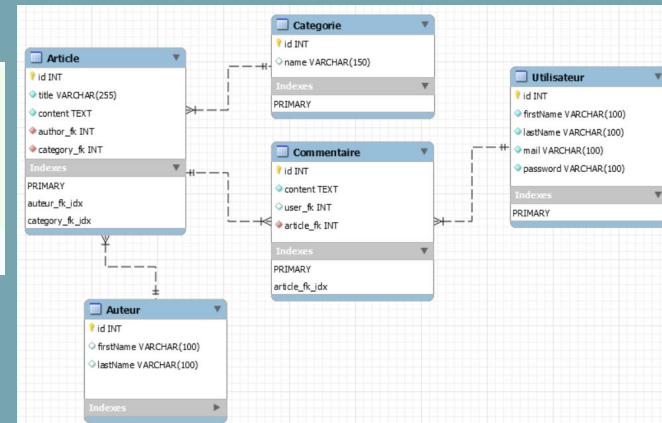 Article
id INT
title VARCHAR(255)
content TEXT
author_fk INT
category_fk INT
Indexes
PRIMARY
auteur_fk_idx
category_fk_idx
Categorie
id INT
name VARCHAR(150)
Indexes
PRIMARY
Commentaire
id INT
content TEXT
user_fk INT
article_fk INT
Indexes
PRIMARY
article_fk_idx
Utilisateur
id INT
firstName VARCHAR(100)
lastName VARCHAR(100)
mail VARCHAR(100)
password VARCHAR(100)
Indexes
PRIMARY
Auteur
id INT
firstName VARCHAR(100)
lastName VARCHAR(100)
Indexes